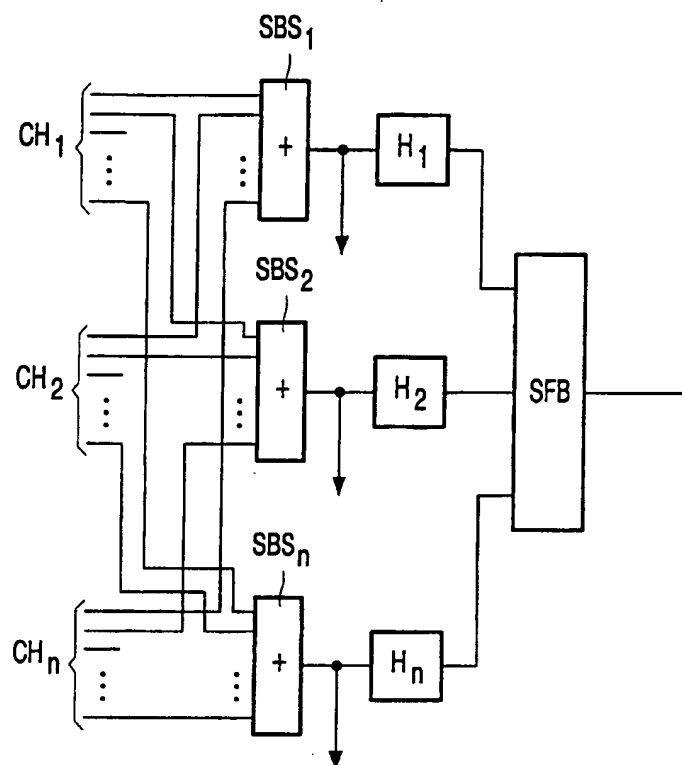 SBS₁
CH₁
+
H₁
SBS₂
CH₂
+
H₂
SFB
SBSₙ
CHₙ
+
Hₙ